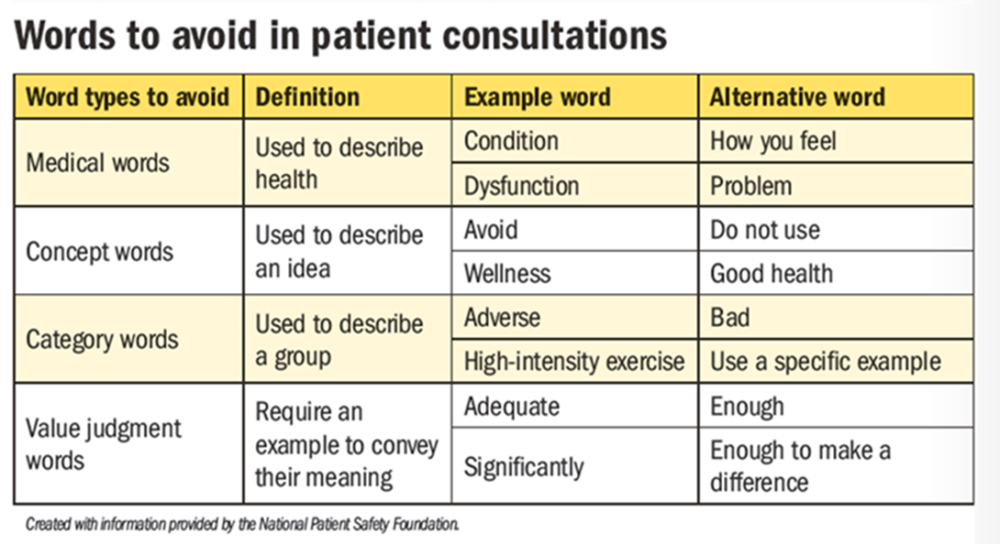 Words to avoid in patient consultations
Word types to avoid Definition Example word Alternative word
Medical words
Used to describe
health
Condition
How you feel
Dysfunction
Problem
Concept words
Used to describe
an idea
Avoid
Do not use
Wellness
Good health
Category words
Used to describe
a group
Adverse
Bad
High-intensity exercise
Use a specific example
Value judgment
words
Require an
example to convey
their meaning
Adequate
Enough
Significantly
Enough to make a
difference
Created with information provided by the National Patient Safety Foundation.